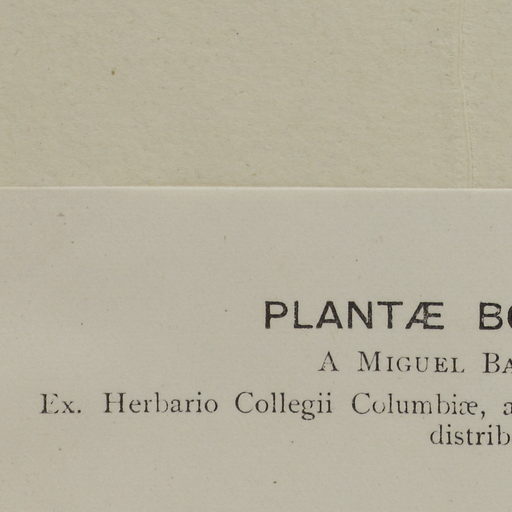 PLANTÆ
A MIGUEL
Ex. Herbario Collegii Columbiæ,